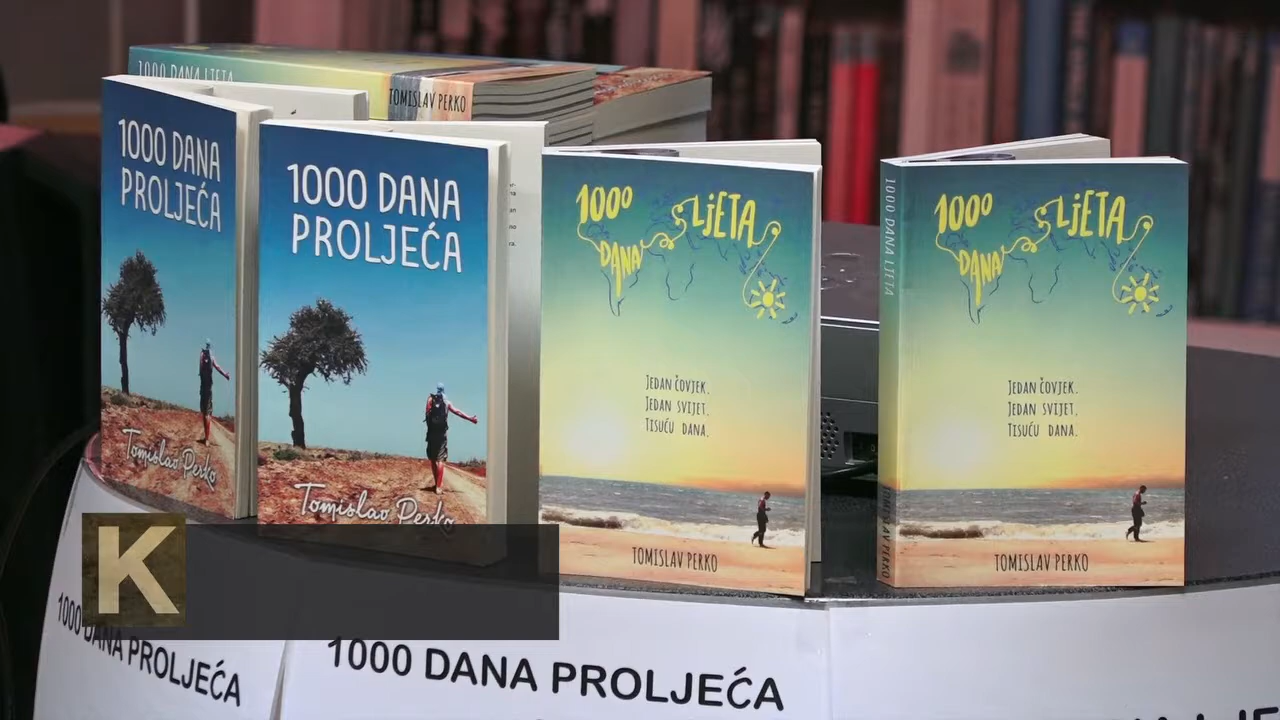 1000 DANA LJETA
TOMISLAV PERKO
1000 DANA
PROLJEĆA
Tomislav Perko
1000 DANA
PROLJEĆA
Tomislav Perko
1000 LJETA
DANA
JEDAN ČOVJEK.
JEDAN SVIJET.
TISUĆU DANA.
TOMISLAV PERKO
1000 DANA LJETA
TOMISLAV PERKO
1000 LJETA
DANA
JEDAN ČOVJEK.
JEDAN SVIJET.
TISUĆU DANA.
TOMISLAV PERKO
K
1000 DANA PROLJEĆA
1000 DANA PROLJEĆA